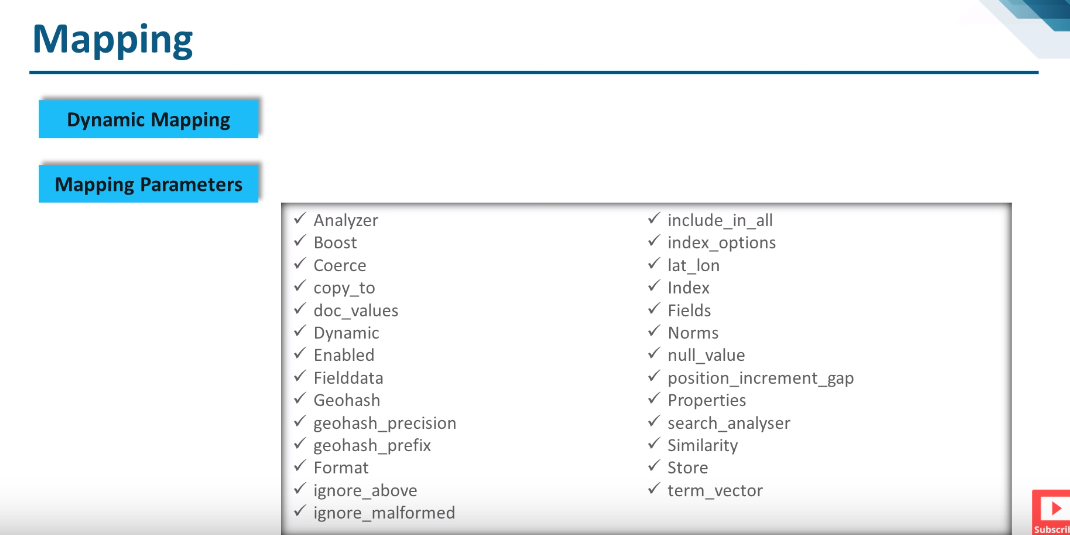 Mapping
Dynamic Mapping
Mapping Parameters
✓ Analyzer
✓ Boost
✓ Coerce
✓ copy_to
✓ doc_values
✓ Dynamic
✓ Enabled
✓ Fielddata
✓ Geohash
✓ geohash_precision
✓ geohash_prefix
✓ Format
✓ ignore_above
✓ ignore_malformed
✓ include_in_all
✓ index_options
✓ lat_lon
✓ Index
✓ Fields
✓ Norms
✓ null_value
✓ position_increment_gap
✓ Properties
✓ search_analyser
✓ Similarity
✓ Store
✓ term_vector
Subscrib